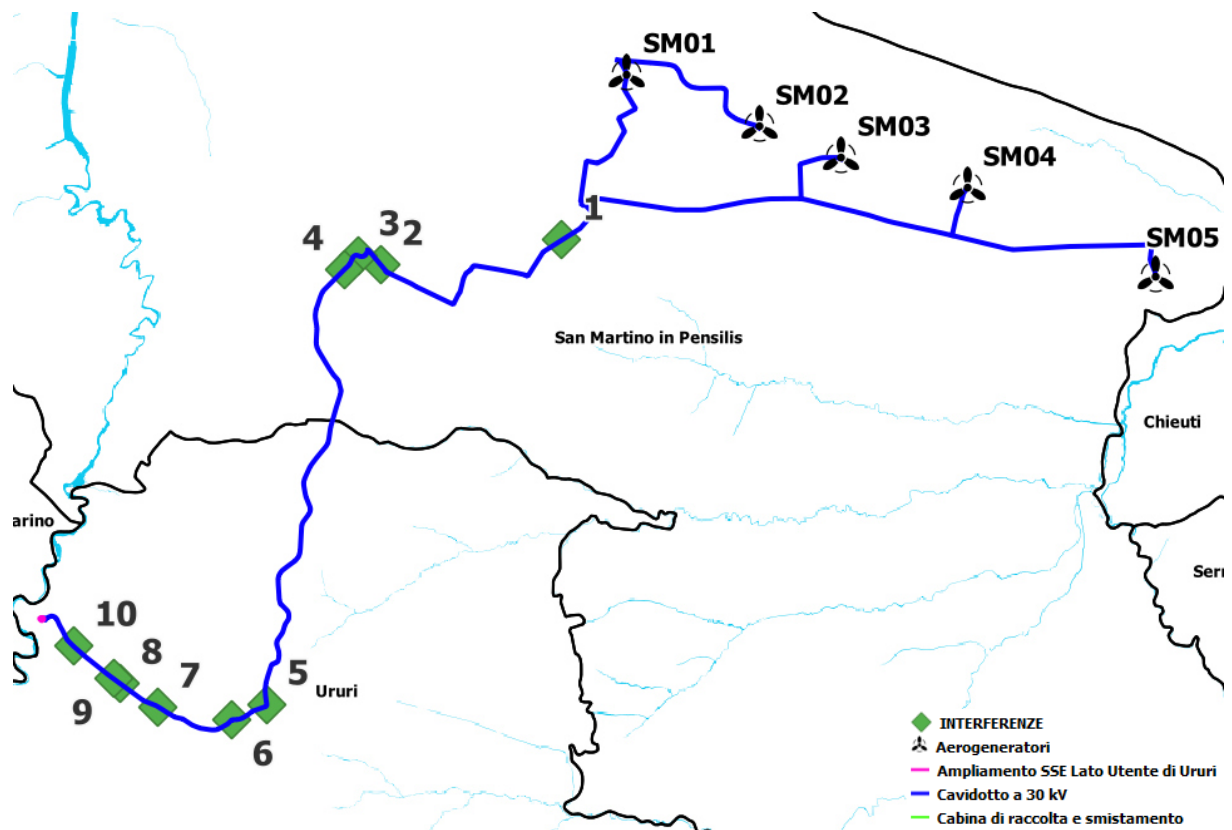 SM01
SM02
SM03
SM04
SM05
1
2
3
4
San Martino in Pensilis
Chieuti
arino
Serr
10
8
7
5
Ururi
9
6
INTERFERENZE
Aerogeneratori
Ampliamento SSE Lato Utente di Ururi
Cavidotto a 30 kV
Cabina di raccolta e smistamento